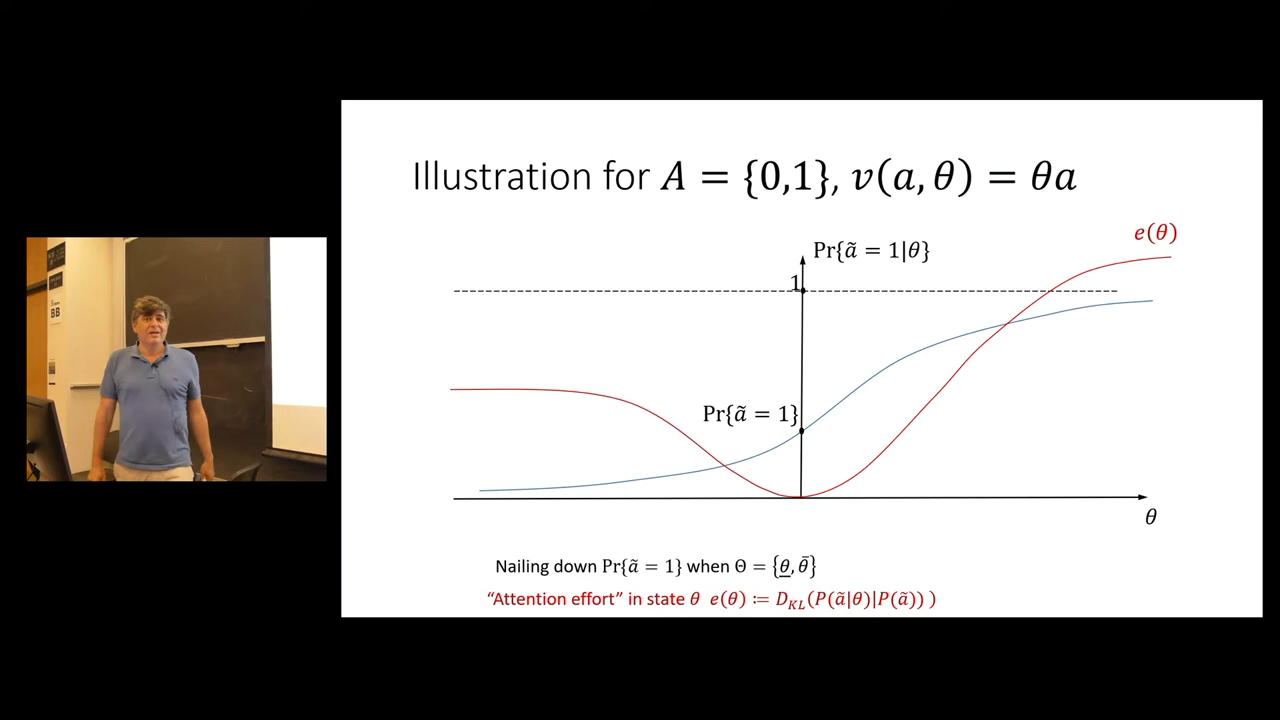 Illustration for A = {0,1}, v(a, θ) = θa
e(θ)
Pr{ã = 1|θ}
1
Pr{ã = 1}
θ
Nailing down Pr{ã = 1} when Θ = {θ̲, θ̄}
“Attention effort” in state θ e(θ) ≔ D_KL(P(ã|θ)|P(ã))
BB